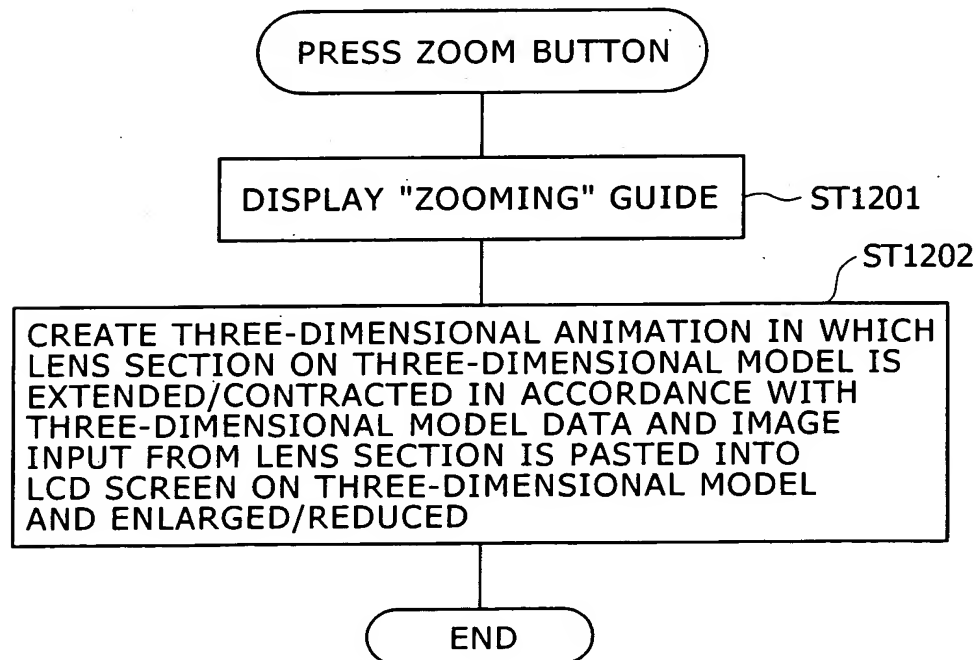 PRESS ZOOM BUTTON
DISPLAY "ZOOMING" GUIDE
ST1201
ST1202
CREATE THREE-DIMENSIONAL ANIMATION IN WHICH
LENS SECTION ON THREE-DIMENSIONAL MODEL IS
EXTENDED/CONTRACTED IN ACCORDANCE WITH
THREE-DIMENSIONAL MODEL DATA AND IMAGE
INPUT FROM LENS SECTION IS PASTED INTO
LCD SCREEN ON THREE-DIMENSIONAL MODEL
AND ENLARGED/REDUCED
END